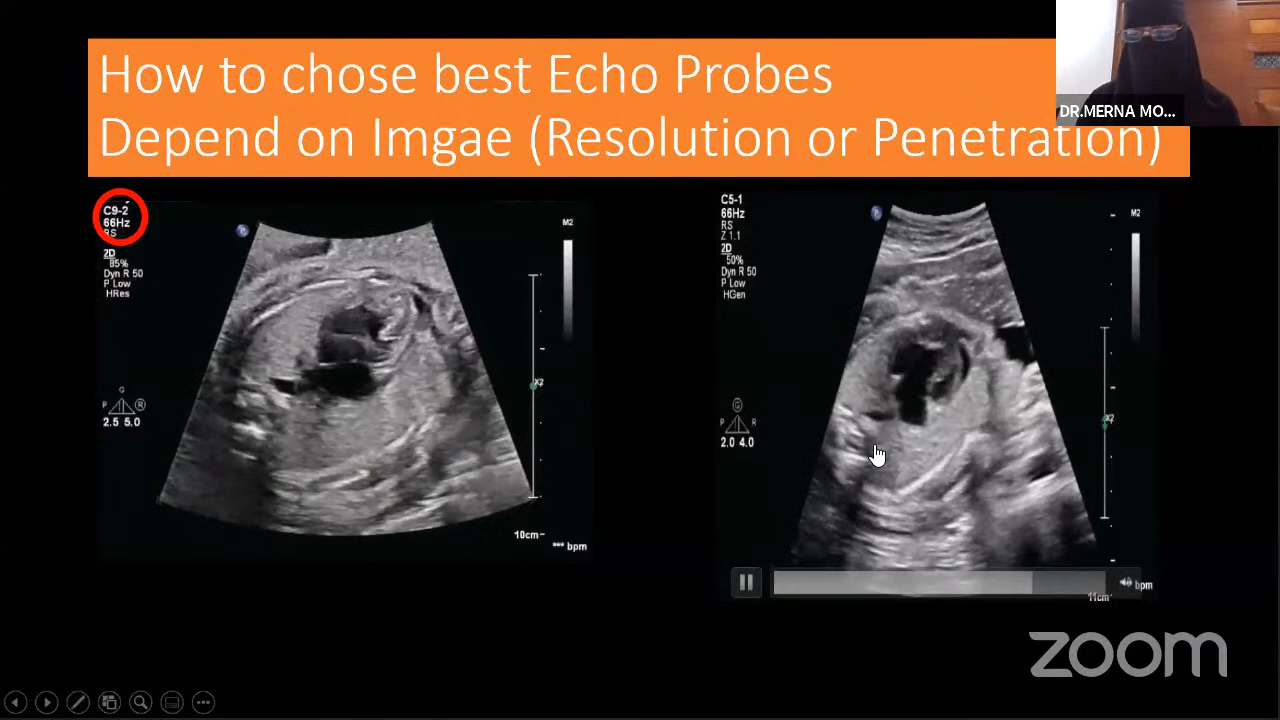 How to chose best Echo Probes
Depend on Imgae (Resolution or Penetration)
DR.MERNA MO...
C9-2
66Hz
RS
2D
85%
Dyn R 50
P Low
HRes
G
P R
2.5 5.0
M2
X2
10cm
*** bpm
C5-1
66Hz
RS
Z 1.1
2D
50%
Dyn R 50
P Low
HGen
G
P R
2.0 4.0
M2
X2
bpm
11cm
zoom